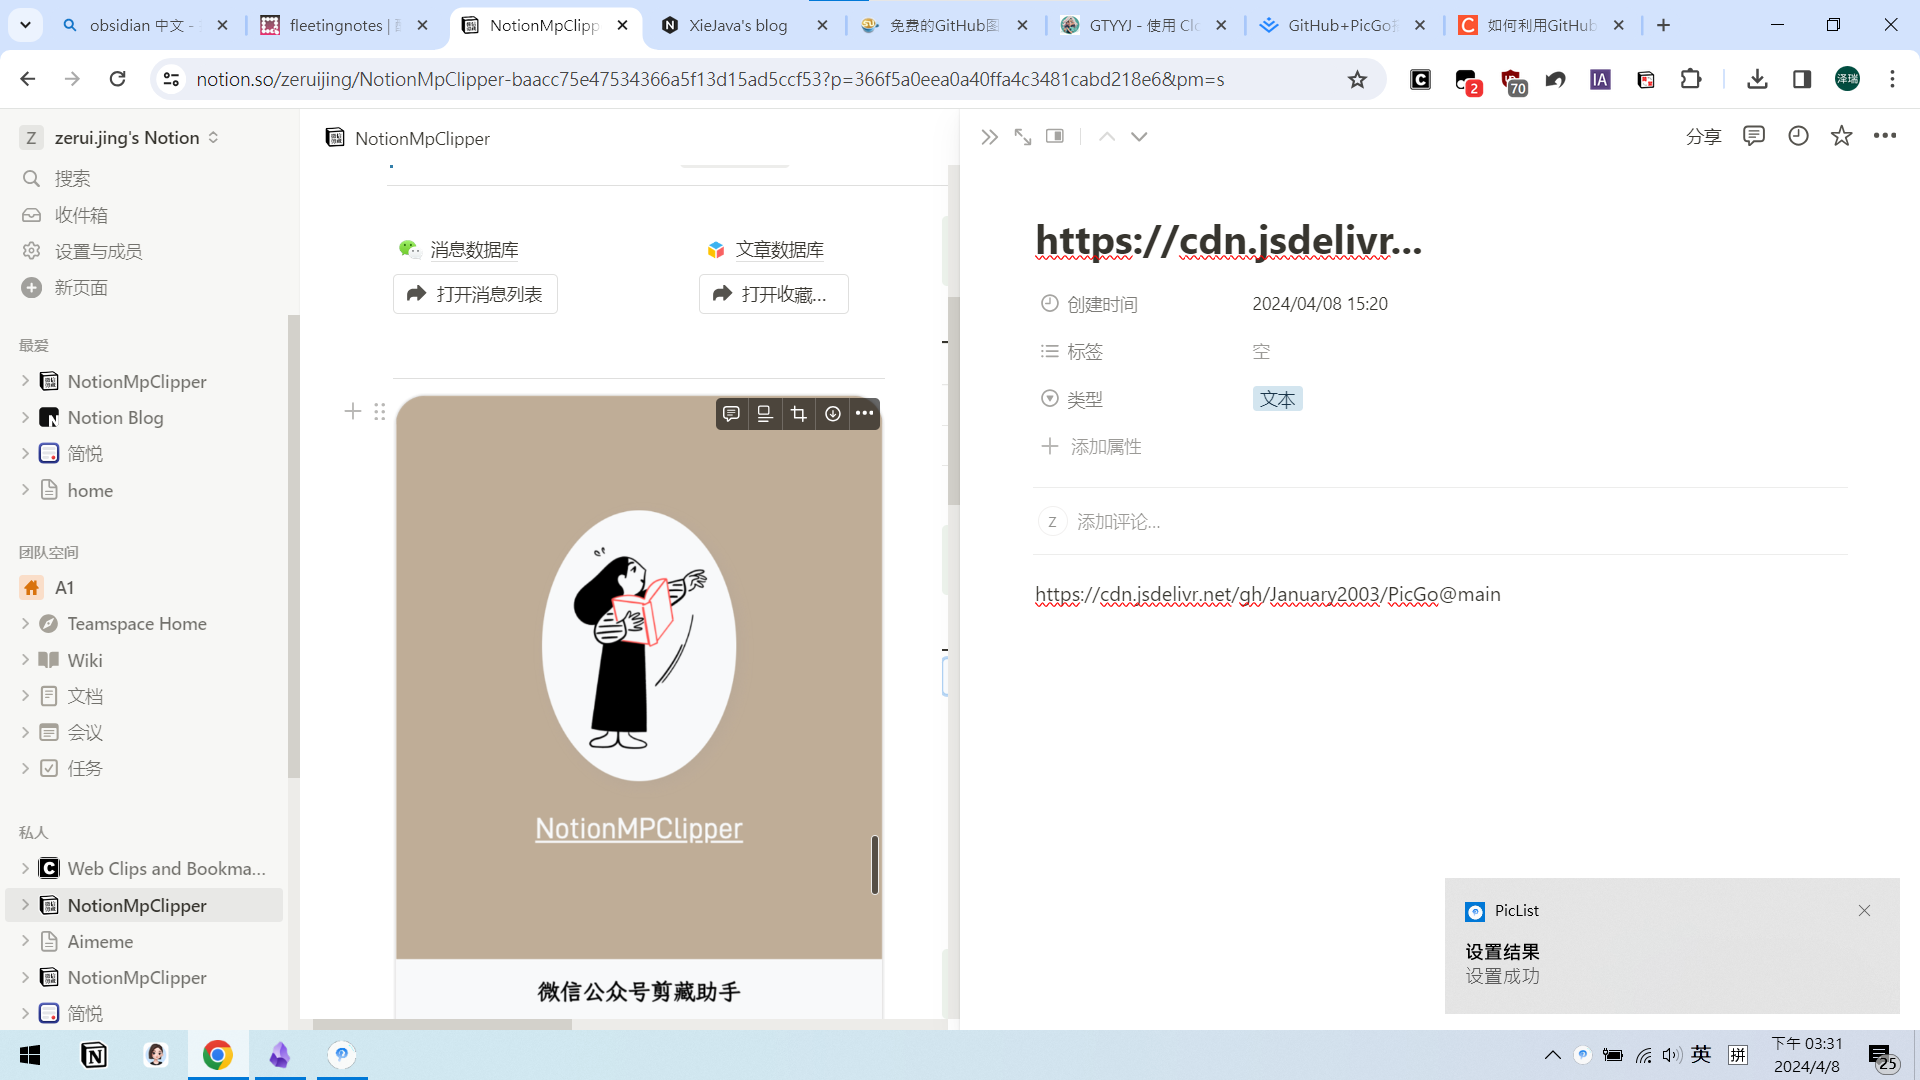 obsidian 中文 -
fleetingnotes |
NotionMpClipp
XieJava's blog
免费的GitHub图
GTYYJ - 使用 Clo
GitHub+PicGo
如何利用GitHub
notion.so/zeruijing/NotionMpClipper-baacc75e47534366a5f13d15ad5ccf53?p=366f5a0eea0a40ffa4c3481cabd218e6&pm=s
2
70
IA
泽瑞
Z zerui.jing's Notion
搜索
收件箱
设置与成员
新页面
最爱
NotionMpClipper
Notion Blog
简悦
home
团队空间
A1
Teamspace Home
Wiki
文档
会议
任务
私人
Web Clips and Bookma...
NotionMpClipper
Aimeme
NotionMpClipper
简悦
NotionMpClipper
消息数据库
文章数据库
打开消息列表
打开收藏...
NotionMPClipper
微信公众号剪藏助手
分享
https://cdn.jsdelivr...
创建时间 2024/04/08 15:20
标签 空
类型 文本
添加属性
Z 添加评论...
https://cdn.jsdelivr.net/gh/January2003/PicGo@main
PicList
设置结果
设置成功
英
拼
下午 03:31
2024/4/8
25